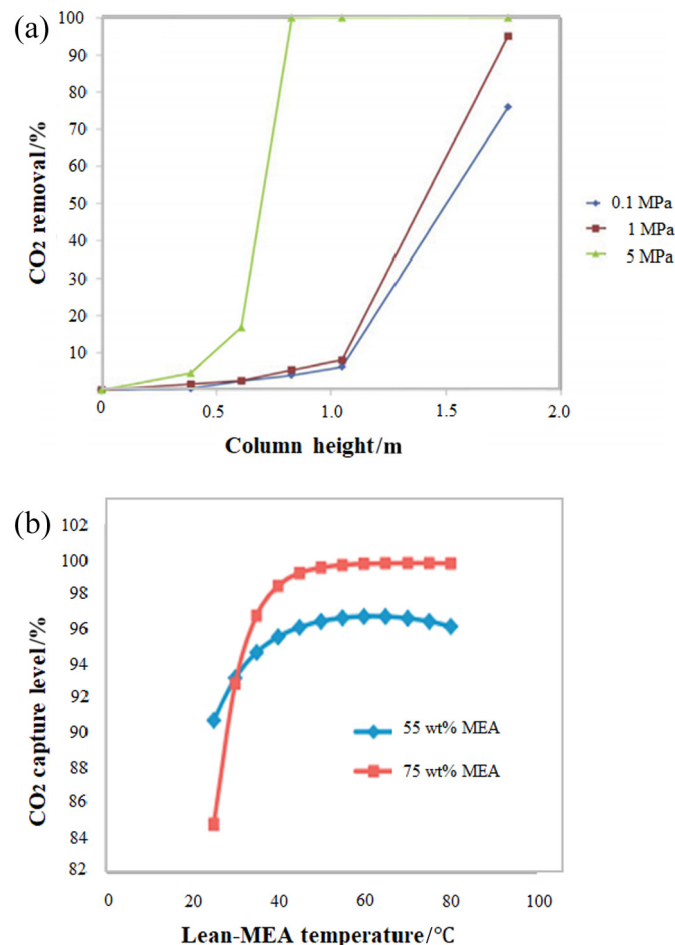 (a)
100
90
80
70
60
50
40
30
20
10
0
0.5
1.0
1.5
2.0
CO₂ removal/%
Column height/m
0.1 MPa
1 MPa
5 MPa
(b)
102
100
98
96
94
92
90
88
86
84
82
0
20
40
60
80
100
CO₂ capture level/%
Lean-MEA temperature/℃
55 wt% MEA
75 wt% MEA